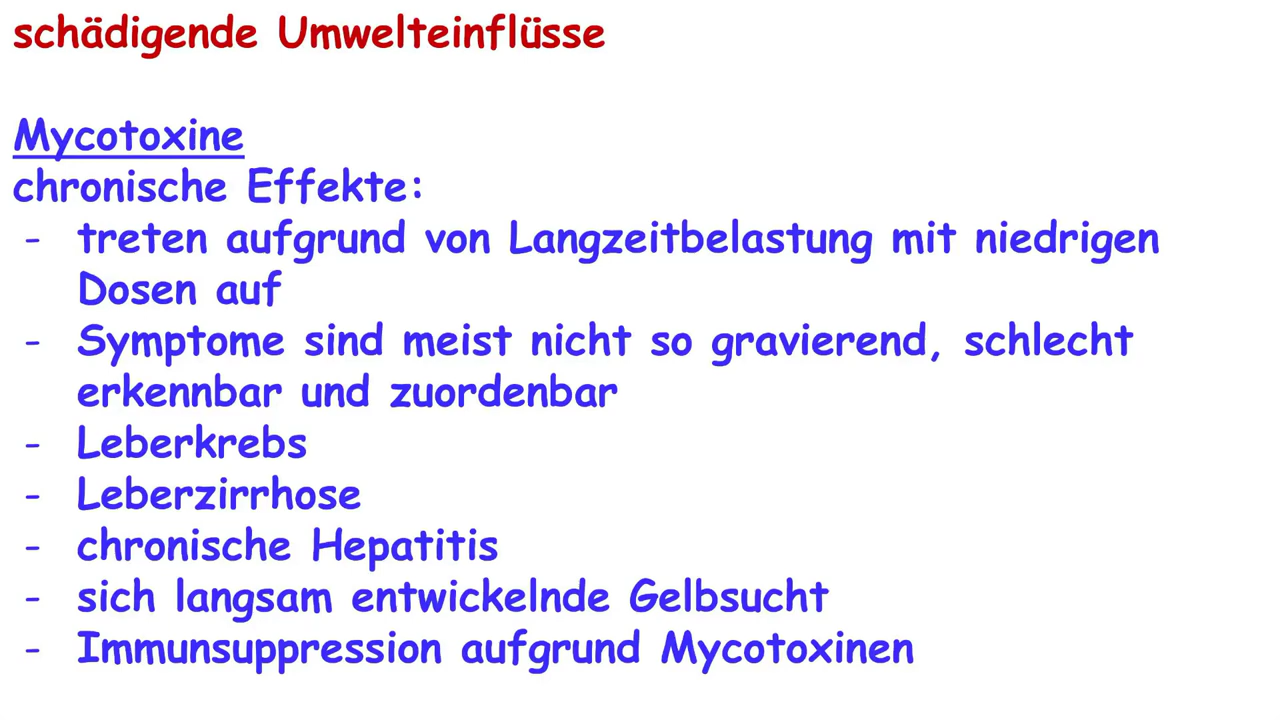 schädigende Umwelteinflüsse
Mycotoxine
chronische Effekte:
- treten aufgrund von Langzeitbelastung mit niedrigen
Dosen auf
- Symptome sind meist nicht so gravierend, schlecht
erkennbar und zuordenbar
- Leberkrebs
- Leberzirrhose
- chronische Hepatitis
- sich langsam entwickelnde Gelbsucht
- Immunsuppression aufgrund Mycotoxinen